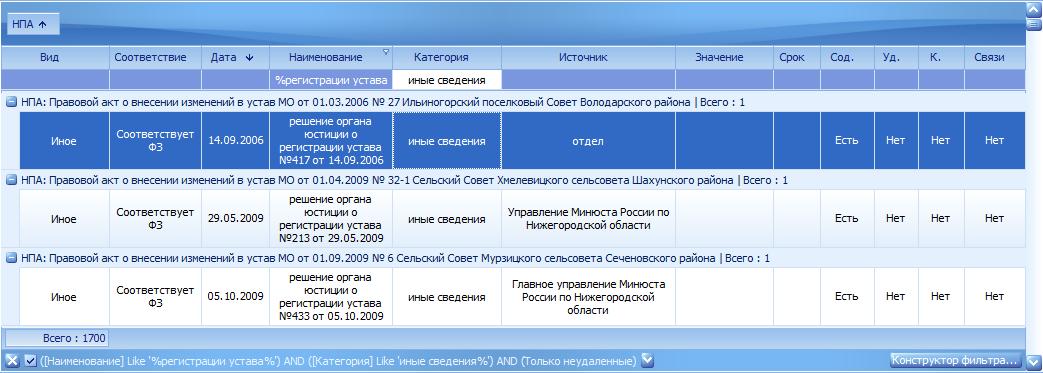 НПА
Вид Соответствие Дата Наименование Категория Источник Значение Срок Сод. Уд. К. Связи
%регистрации устава иные сведения
НПА: Правовой акт о внесении изменений в устав МО от 01.03.2006 № 27 Ильиногорский поселковый Совет Володарского района | Всего : 1
Иное
Соответствует
ФЗ
14.09.2006
решение органа
юстиции о
регистрации устава
№417 от 14.09.2006
иные сведения
отдел
Есть Нет Нет Нет
НПА: Правовой акт о внесении изменений в устав МО от 01.04.2009 № 32-1 Сельский Совет Хмелевицкого сельсовета Шахунского района | Всего : 1
Иное
Соответствует
ФЗ
29.05.2009
решение органа
юстиции о
регистрации устава
№213 от 29.05.2009
иные сведения
Управление Минюста России по
Нижегородской области
Есть Нет Нет Нет
НПА: Правовой акт о внесении изменений в устав МО от 01.09.2009 № 6 Сельский Совет Мурзицкого сельсовета Сеченовского района | Всего : 1
Иное
Соответствует
ФЗ
05.10.2009
решение органа
юстиции о
регистрации устава
№433 от 05.10.2009
иные сведения
Главное управление Минюста
России по Нижегородской
области
Есть Нет Нет Нет
Всего : 1700
([Наименование] Like '%регистрации устава%') AND ([Категория] Like 'иные сведения%') AND (Только неудаленные)
Конструктор фильтра...